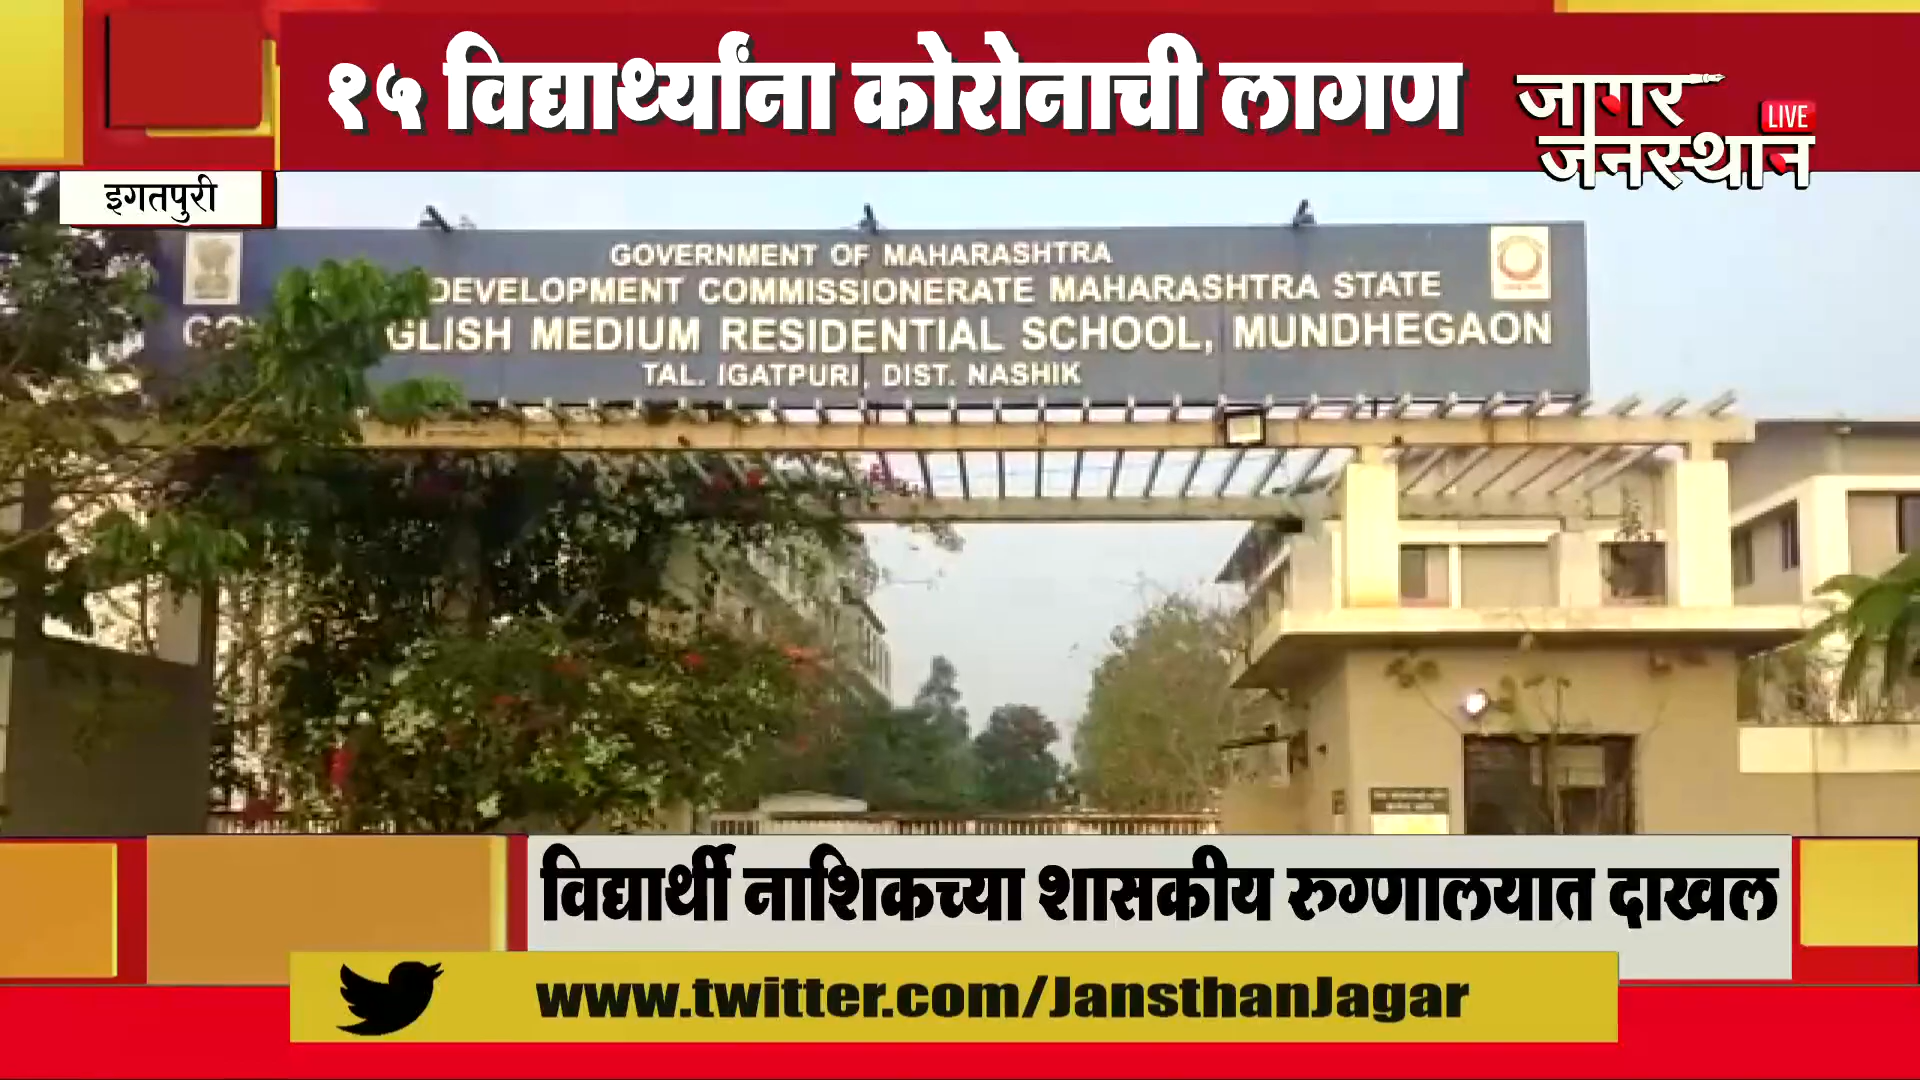 १५ विद्यार्थ्यांना कोरोनाची लागण
जागर
LIVE
जनस्थान
इगतपुरी
GOVERNMENT OF MAHARASHTRA
DEVELOPMENT COMMISSIONERATE MAHARASHTRA STATE
GLISH MEDIUM RESIDENTIAL SCHOOL, MUNDHEGAON
TAL. IGATPURI, DIST. NASHIK
विद्यार्थी नाशिकच्या शासकीय रुग्णालयात दाखल
www.twitter.com/JansthanJagar